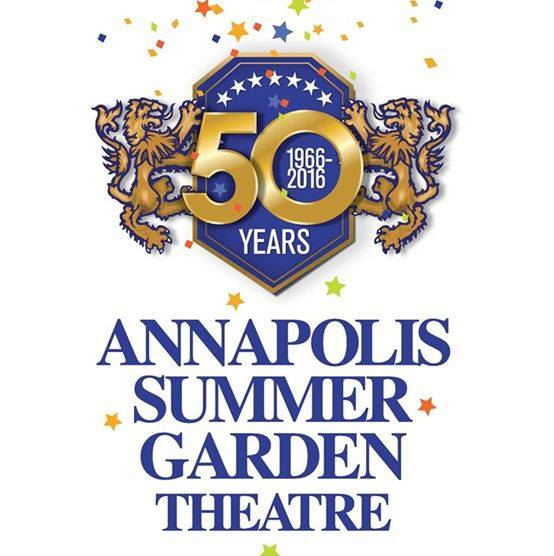 50
1966-
2016
YEARS
ANNAPOLIS
SUMMER
GARDEN
THEATRE